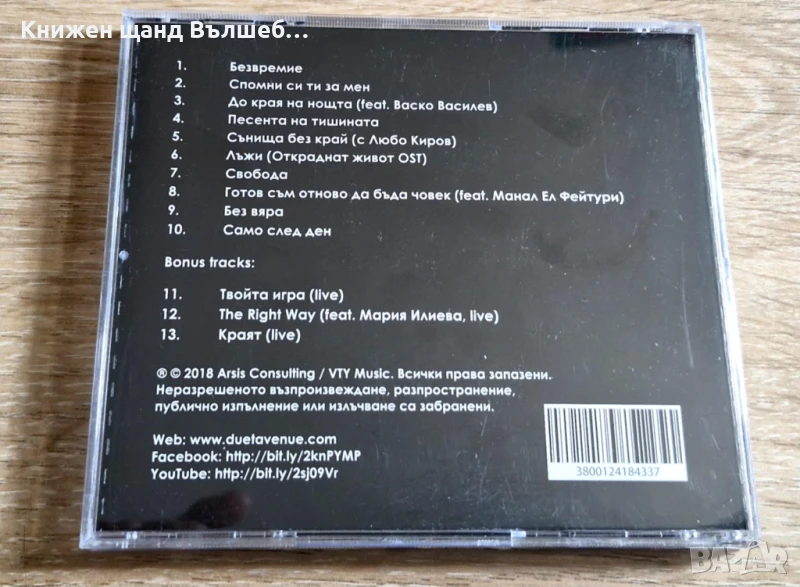 Книжен щанд Вълшеб...
1. Безвремие
2. Спомни си ти за мен
3. До края на нощта (feat. Васко Василев)
4. Песента на тишината
5. Сънища без край (с Любо Киров)
6. Лъжи (Откраднат живот OST)
7. Свобода
8. Готов съм отново да бъда човек (feat. Манал Ел Фейтури)
9. Без вяра
10. Само след ден
Bonus tracks:
11. Твойта игра (live)
12. The Right Way (feat. Мария Илиева, live)
13. Краят (live)
® © 2018 Arsis Consulting / VTY Music. Всички права запазени.
Неразрешеното възпроизвеждане, разпространение,
публично изпълнение или излъчване са забранени.
Web: www.duetavenue.com
Facebook: http://bit.ly/2knPYMP
YouTube: http://bit.ly/2sj09Vr
3800124184337
BAZAR